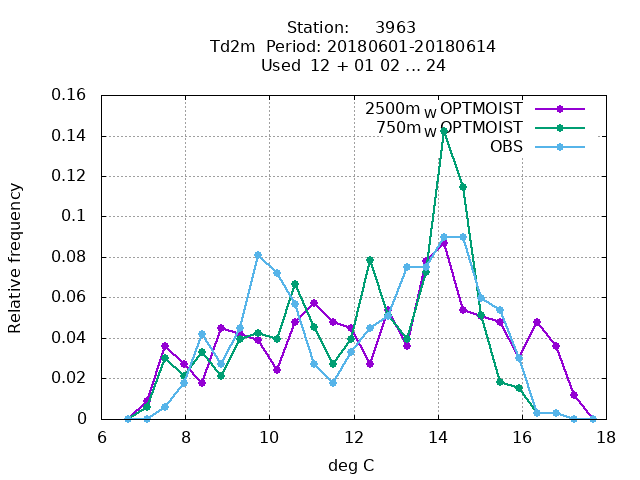 Station: 3963
Td2m Period: 20180601-20180614
Used 12 + 01 02 ... 24
2500m W OPTMOIST
750m W OPTMOIST
OBS
Relative frequency
0.16
0.14
0.12
0.1
0.08
0.06
0.04
0.02
0
6 8 10 12 14 16 18
deg C